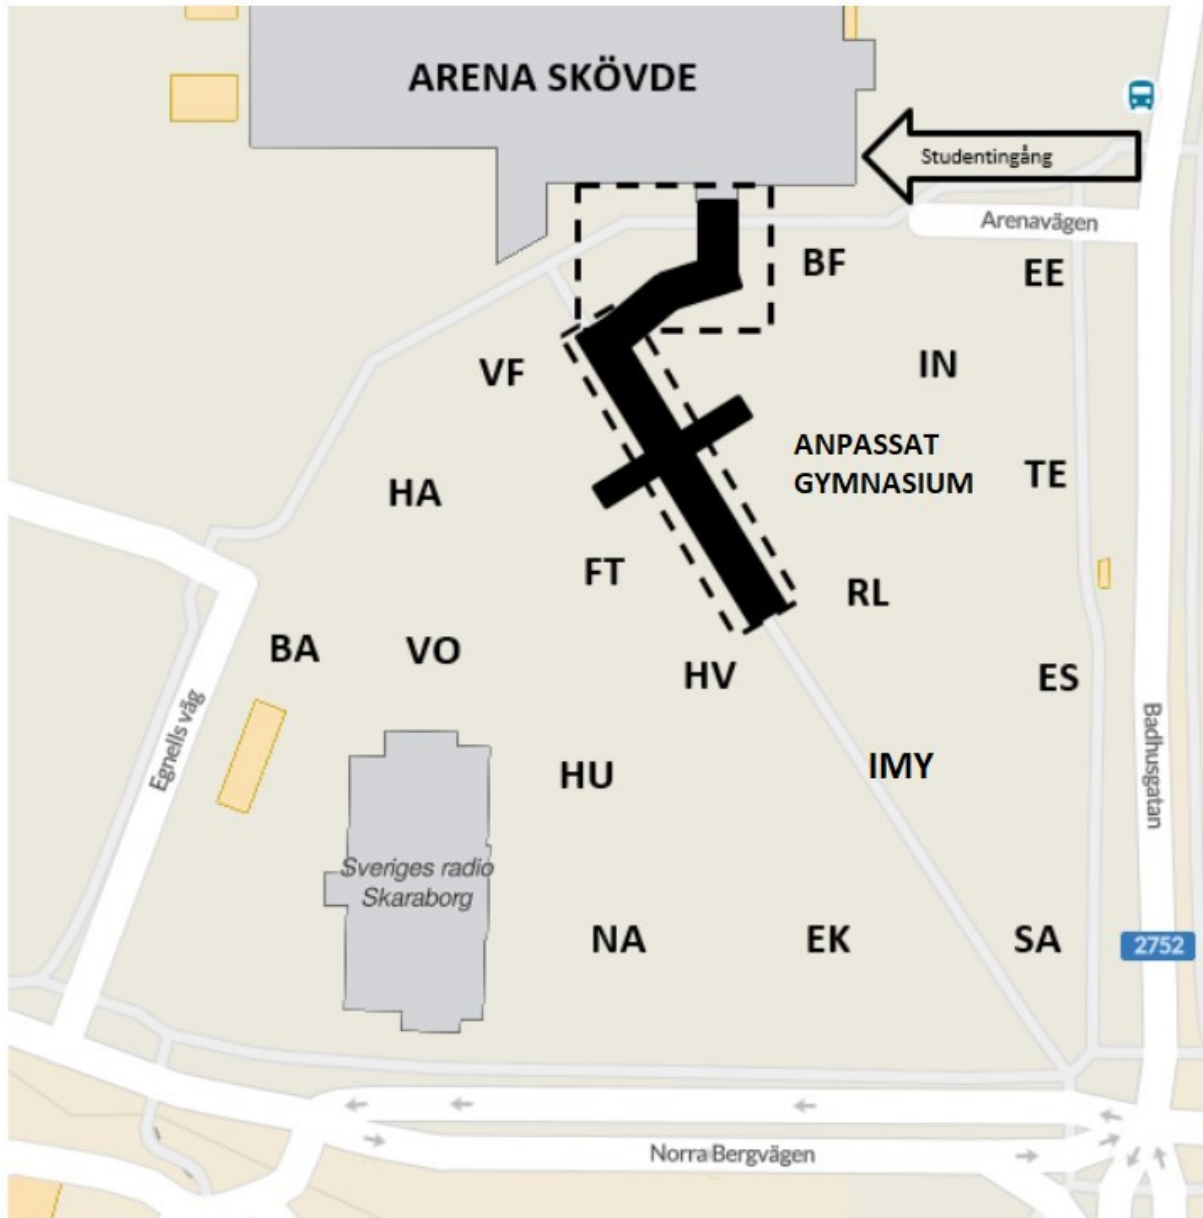 ARENA SKÖVDE
Studentingång
Arenavägen
BF
EE
IN
VF
ANPASSAT
GYMNASIUM
TE
HA
FT
RL
BA
VO
HV
ES
Egnells väg
Badhusgatan
HU
IMY
Sveriges radio
Skaraborg
NA
EK
SA
2752
Norra Bergvägen